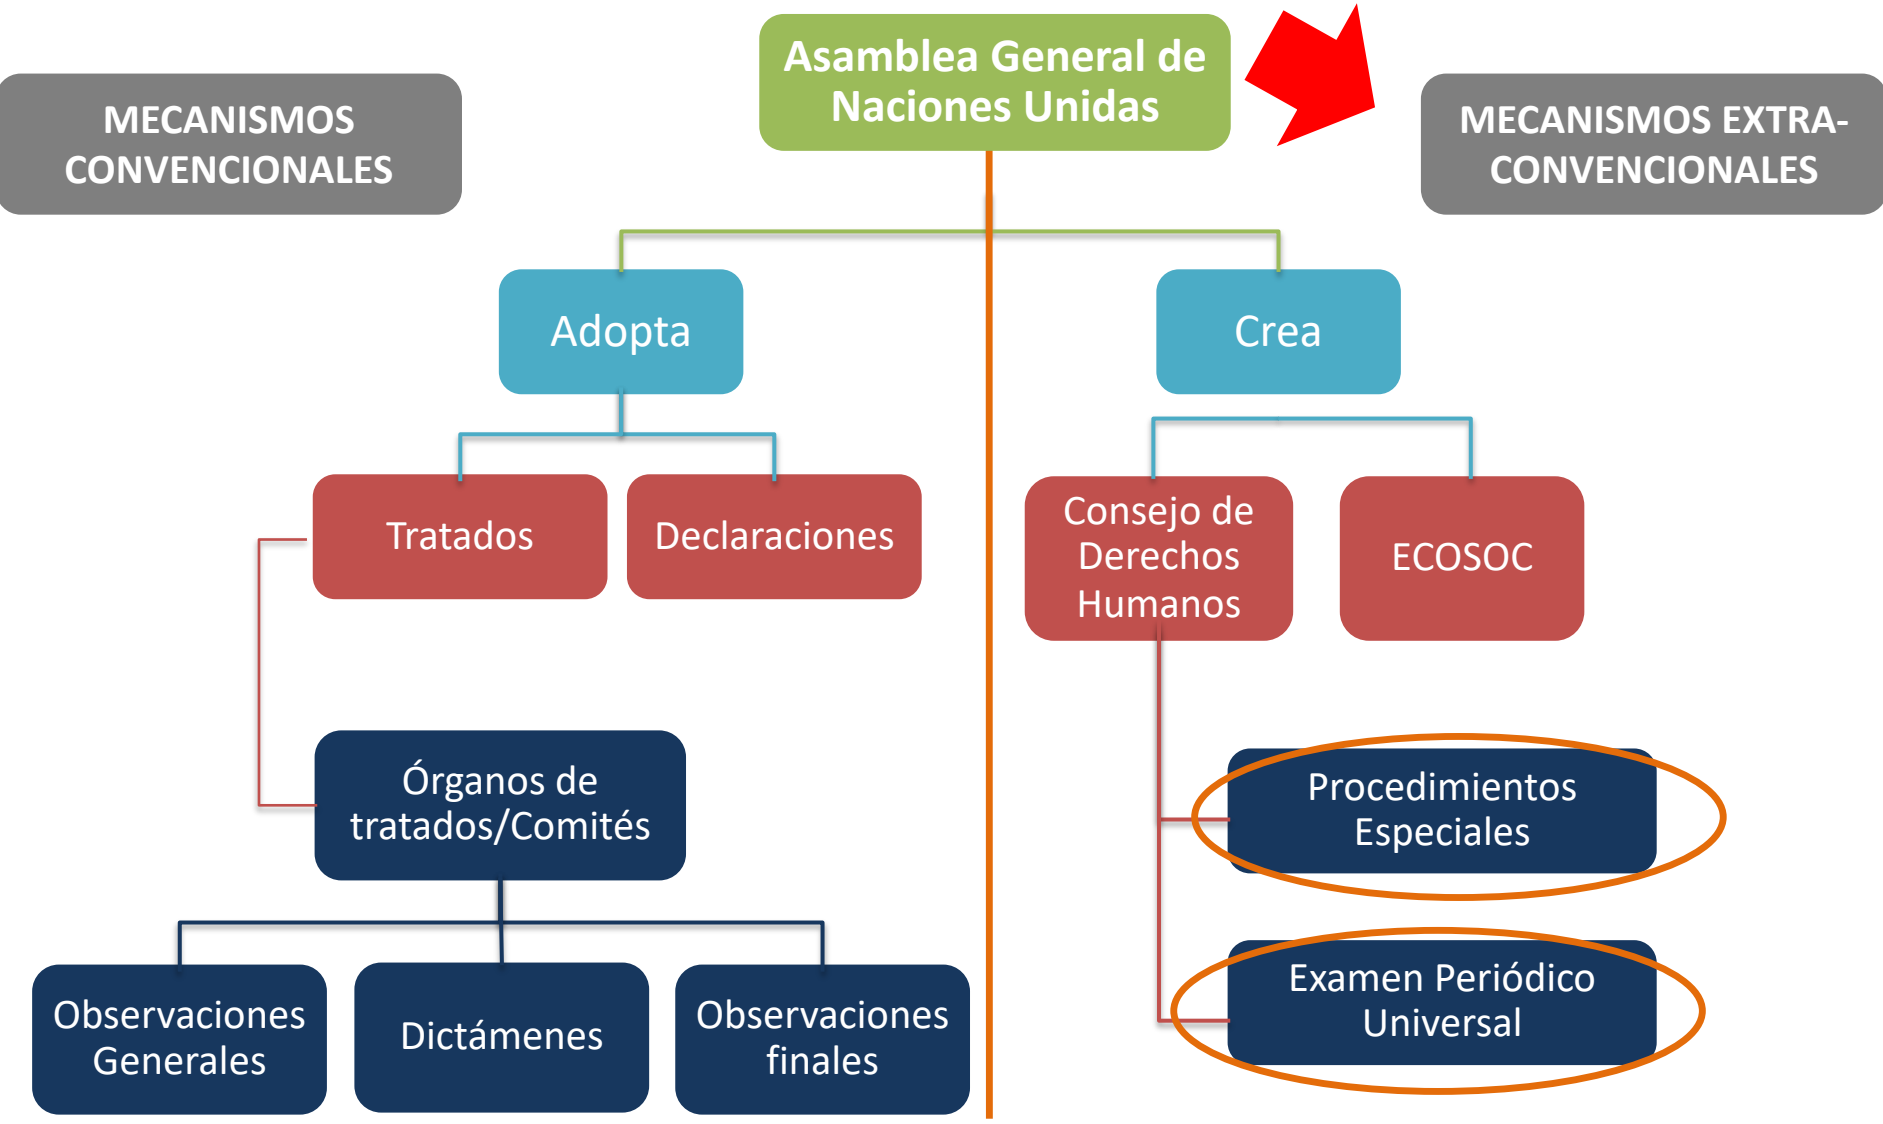 Asamblea General de
Naciones Unidas
MECANISMOS
CONVENCIONALES
MECANISMOS EXTRA-
CONVENCIONALES
Adopta
Crea
Tratados
Declaraciones
Consejo de
Derechos
Humanos
ECOSOC
Órganos de
tratados/Comités
Procedimientos
Especiales
Observaciones
Generales
Dictámenes
Observaciones
finales
Examen Periódico
Universal